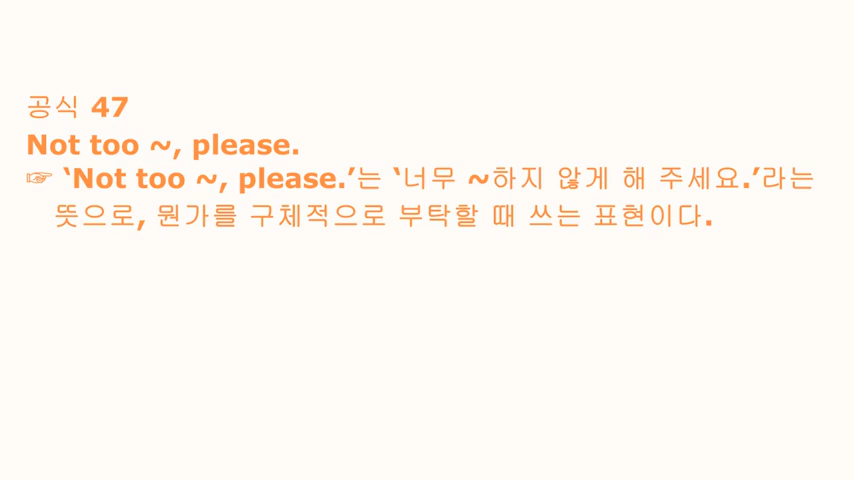 공식 47
Not too ~, please.
☞ ‘Not too ~, please.’는 ‘너무 ~하지 않게 해 주세요.’라는
뜻으로, 뭔가를 구체적으로 부탁할 때 쓰는 표현이다.